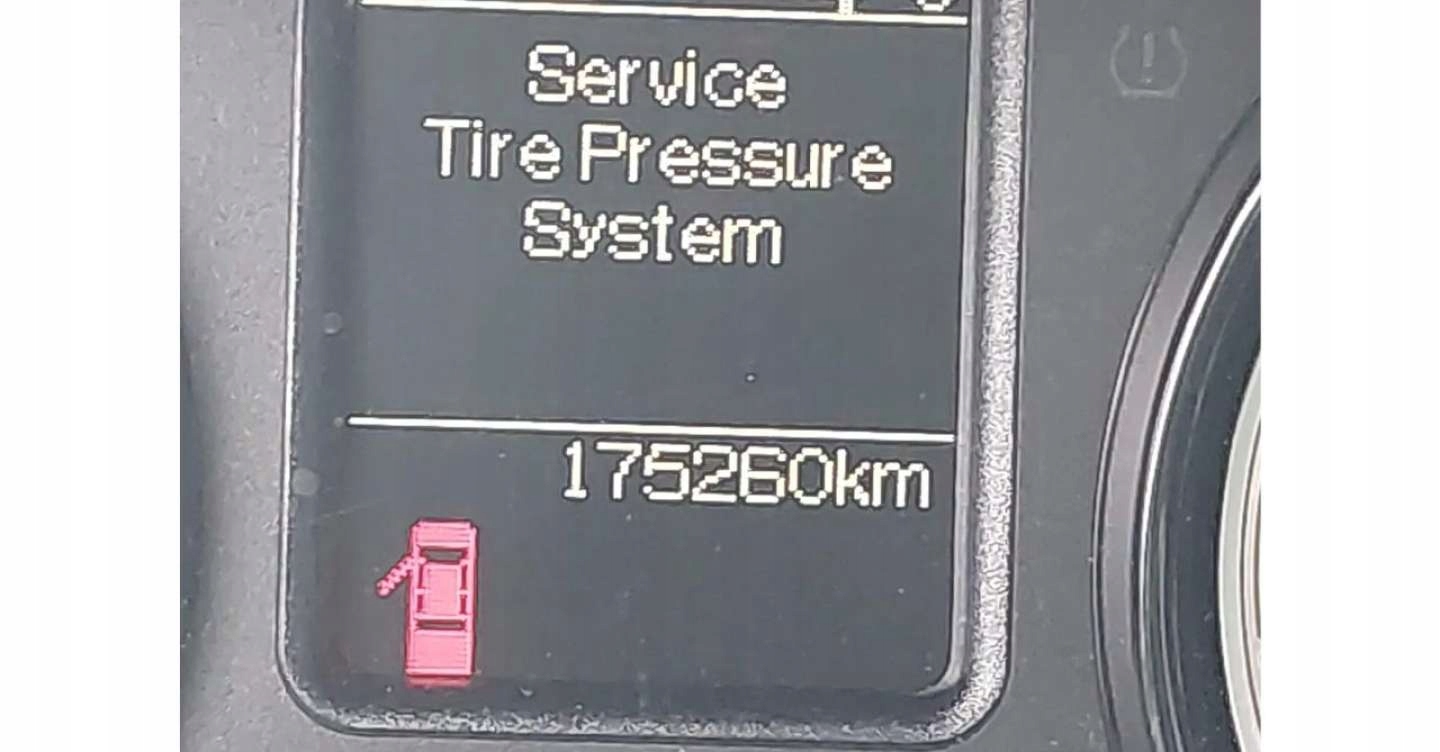 Service
Tire Pressure
System
175260km